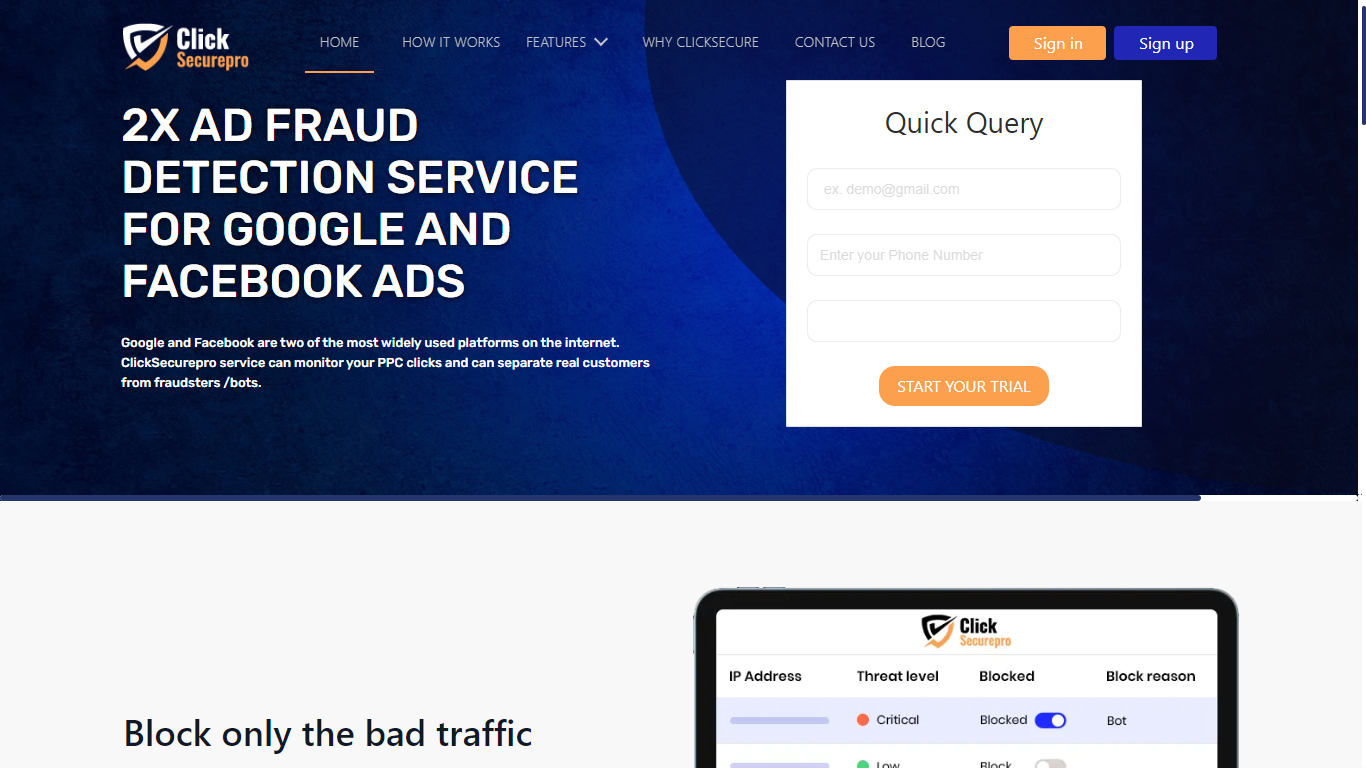 Click
Securepro
HOME
HOW IT WORKS
FEATURES
WHY CLICKSECURE
CONTACT US
BLOG
Sign in
Sign up
2X AD FRAUD
DETECTION SERVICE
FOR GOOGLE AND
FACEBOOK ADS
Google and Facebook are two of the most widely used platforms on the internet.
ClickSecurepro service can monitor your PPC clicks and can separate real customers
from fraudsters /bots.
Quick Query
ex. demo@gmail.com
Enter your Phone Number
START YOUR TRIAL
Block only the bad traffic
Click
Securepro
IP Address Threat level Blocked Block reason
Critical Blocked Bot
Low Block